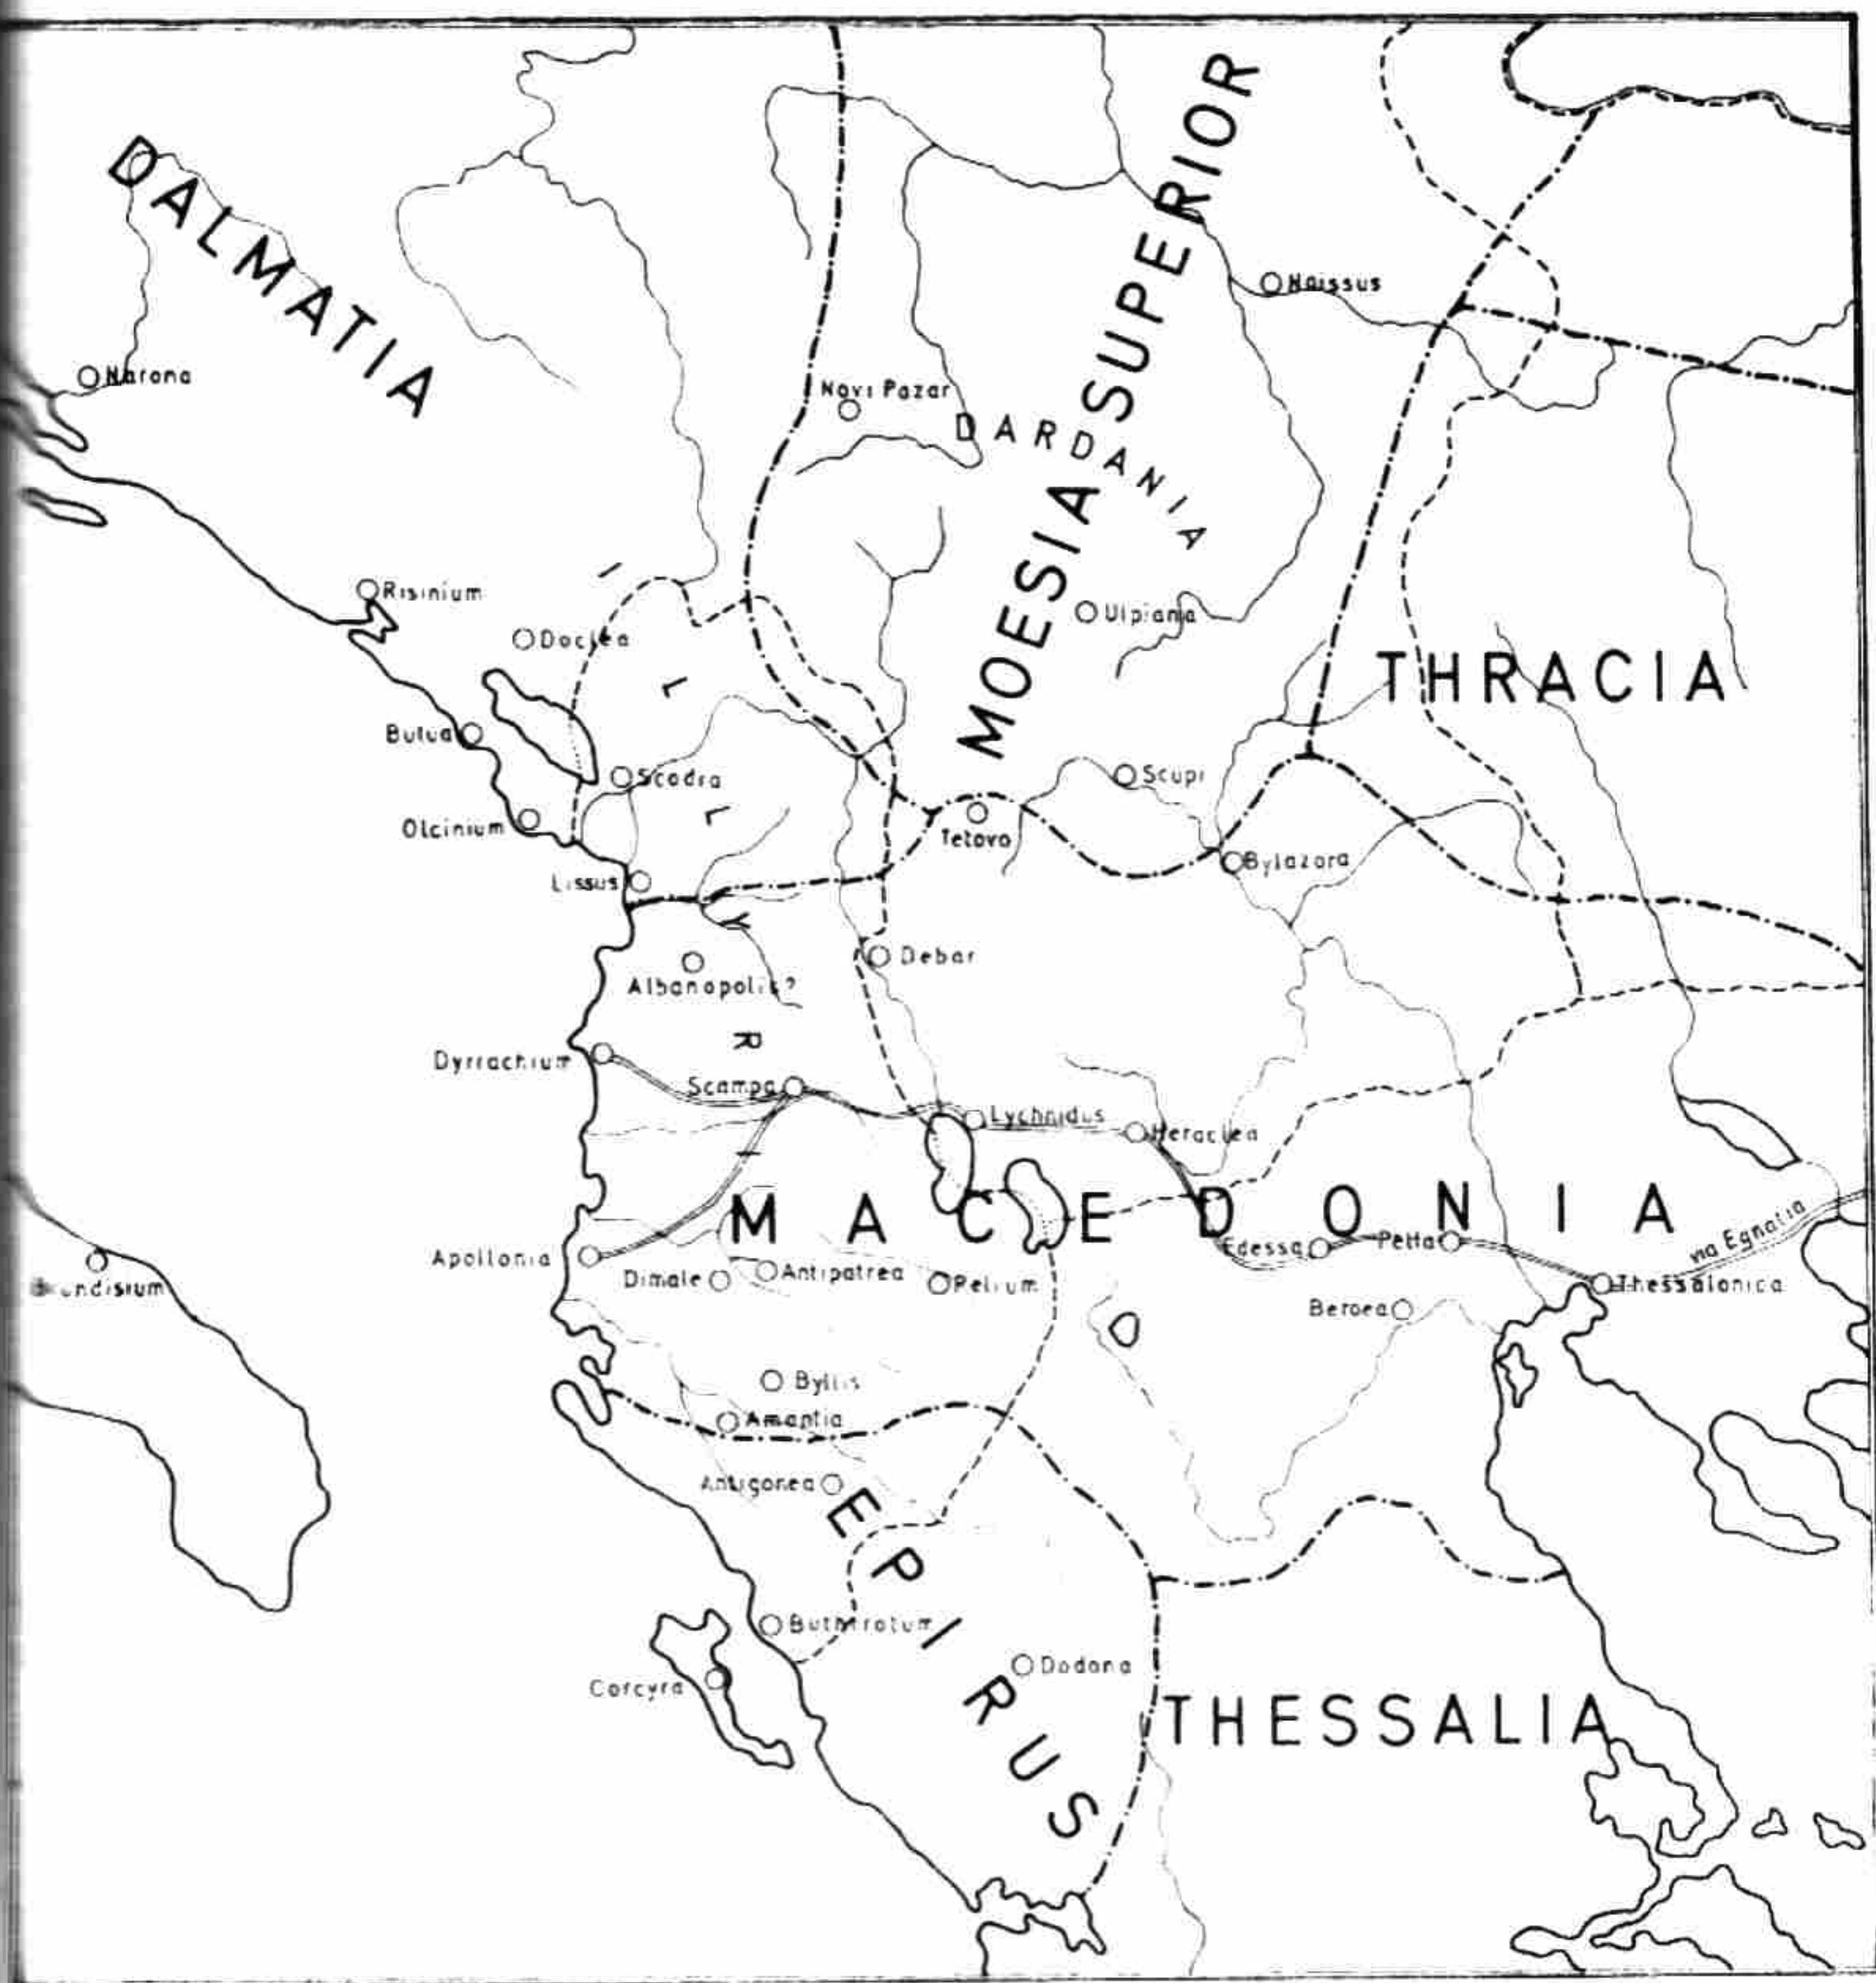 DALMATIA
MOESIA SUPERIOR
Naissus
Narona
Novi Pazar
DARDANIA
Risinium
Doclea
Ulpiana
THRACIA
Butua
Scodra
Scupi
Olcinium
Tetovo
Bylazora
Lissus
ILLYRI
Debar
Albanopolis?
Dyrrachium
Scampa
Lychnidus
Heraclea
MACEDONIA
via Egnatia
Apollonia
Edessa
Pella
Dimale
Antipatrea
Pelium
Thessalonica
Beroea
Byllis
Amantia
Antigonea
EPIRUS
Buthrotum
Dodona
Corcyra
THESSALIA